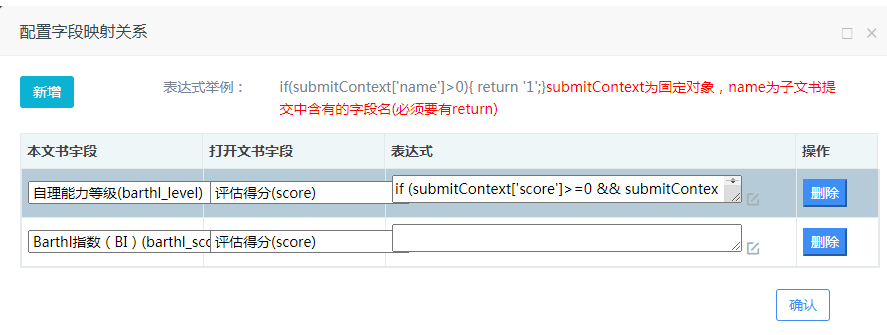 配置字段映射关系
新增
表达式举例：
if(submitContext['name']>0){ return '1';}submitContext为固定对象，name为子文书提
交中含有的字段名(必须要有return)
本文书字段 打开文书字段 表达式 操作
自理能力等级(barthl_level) 评估得分(score) if (submitContext['score']>=0 && submitContex 删除
Barthl指数（BI）(barthl_sco 评估得分(score) 删除
确认